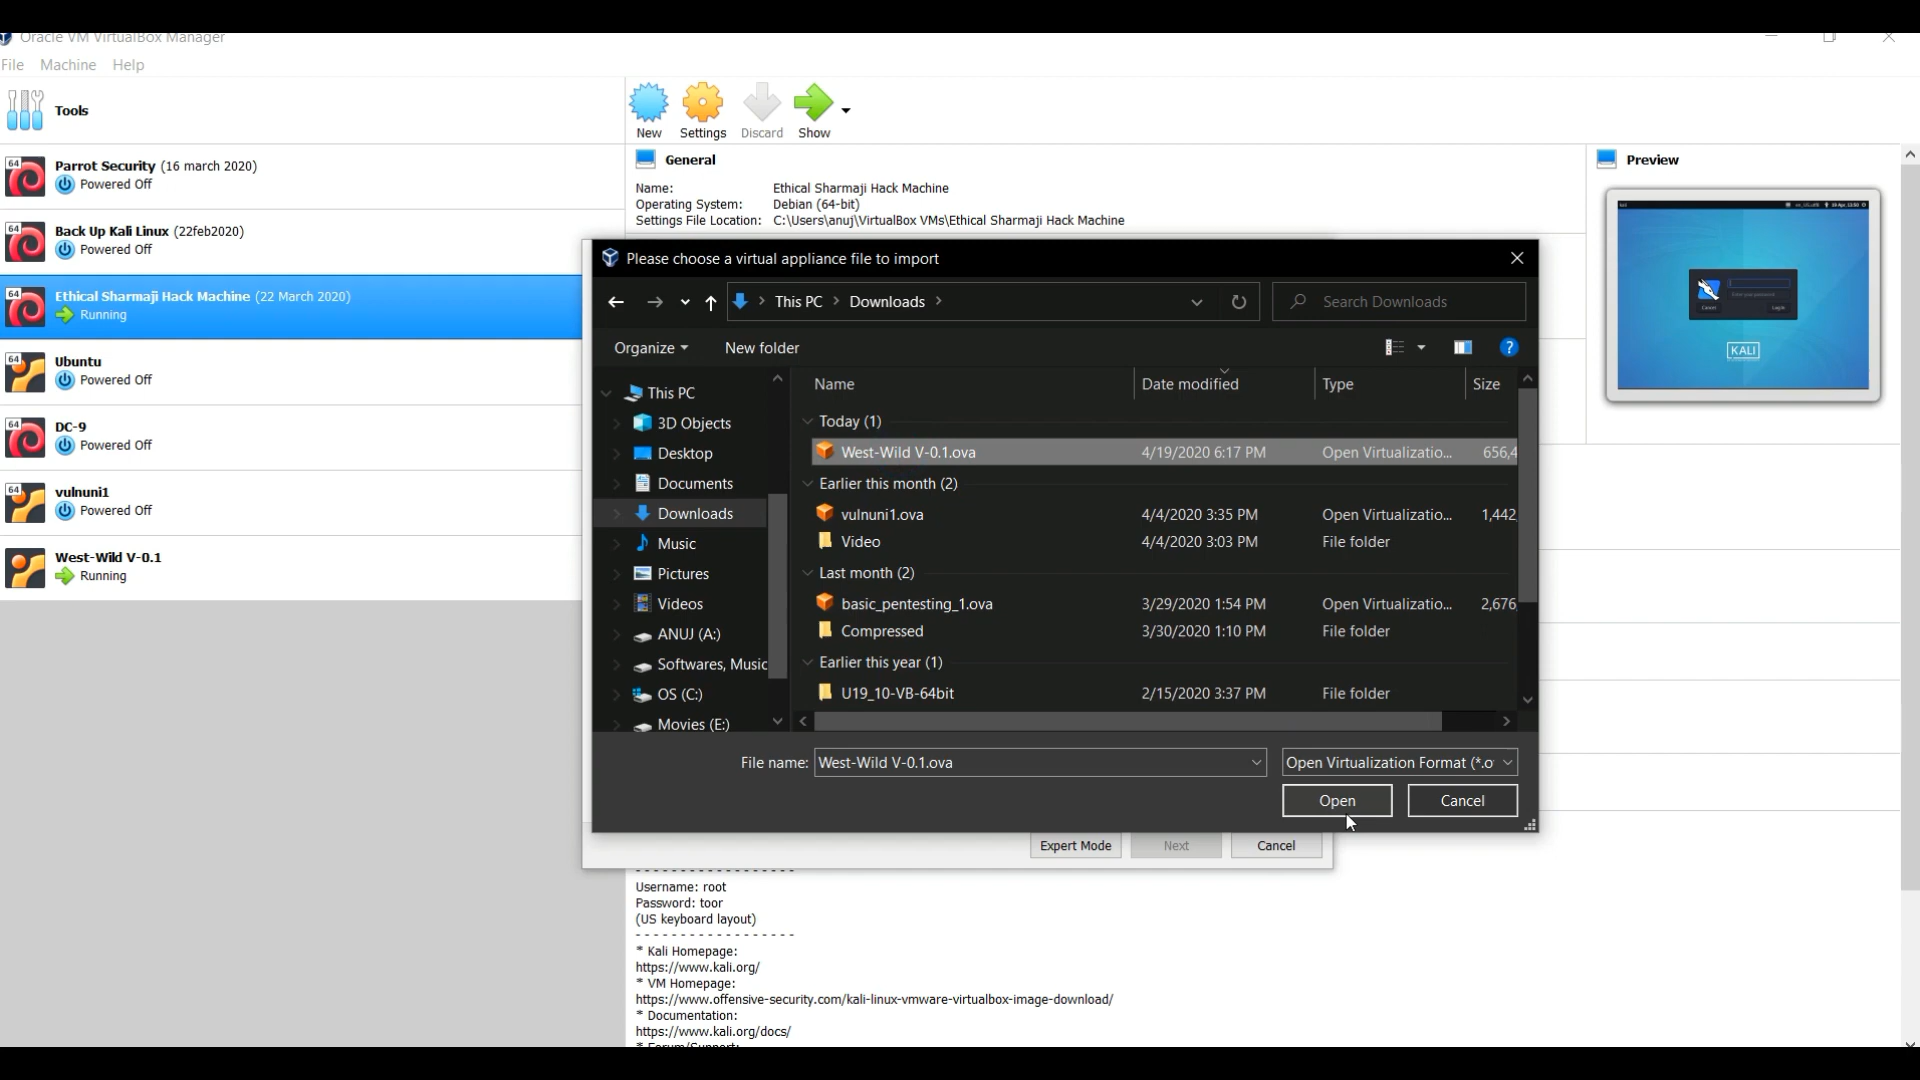 Oracle VM VirtualBox Manager
File Machine Help
Tools
New Settings Discard Show
64 Parrot Security (16 march 2020)
Powered Off
64 Back Up Kali Linux (22feb2020)
Powered Off
64 Ethical Sharmaji Hack Machine (22 March 2020)
Running
64 Ubuntu
Powered Off
64 DC-9
Powered Off
64 vulnuni1
Powered Off
West-Wild V-0.1
Running
General
Name: Ethical Sharmaji Hack Machine
Operating System: Debian (64-bit)
Settings File Location: C:\Users\anuj\VirtualBox VMs\Ethical Sharmaji Hack Machine
Preview
KALI
Please choose a virtual appliance file to import
This PC Downloads
Search Downloads
Organize New folder
This PC
3D Objects
Desktop
Documents
Downloads
Music
Pictures
Videos
ANUJ (A:)
Softwares, Music
OS (C:)
Movies (E:)
Name Date modified Type Size
Today (1)
West-Wild V-0.1.ova 4/19/2020 6:17 PM Open Virtualizatio... 656,4
Earlier this month (2)
vulnuni1.ova 4/4/2020 3:35 PM Open Virtualizatio... 1,442
Video 4/4/2020 3:03 PM File folder
Last month (2)
basic_pentesting_1.ova 3/29/2020 1:54 PM Open Virtualizatio... 2,676
Compressed 3/30/2020 1:10 PM File folder
Earlier this year (1)
U19_10-VB-64bit 2/15/2020 3:37 PM File folder
File name: West-Wild V-0.1.ova Open Virtualization Format (*.o
Open Cancel
Expert Mode Next Cancel
- - - - - - - - - - - - - - - - - -
Username: root
Password: toor
(US keyboard layout)
- - - - - - - - - - - - - - - - - -
* Kali Homepage:
https://www.kali.org/
* VM Homepage:
https://www.offensive-security.com/kali-linux-vmware-virtualbox-image-download/
* Documentation:
https://www.kali.org/docs/
* Forum/Support: